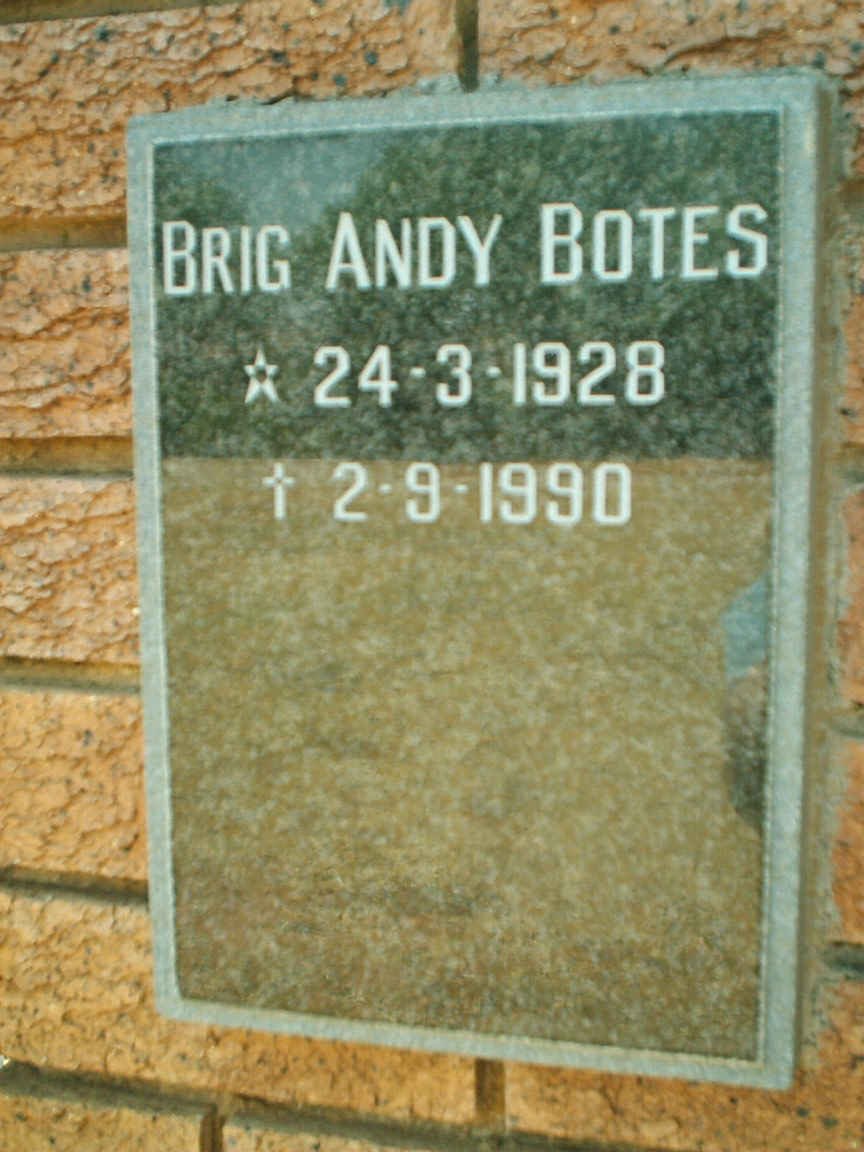 BRIG ANDY BOTES
☆ 24-3-1928
† 2-9-1990